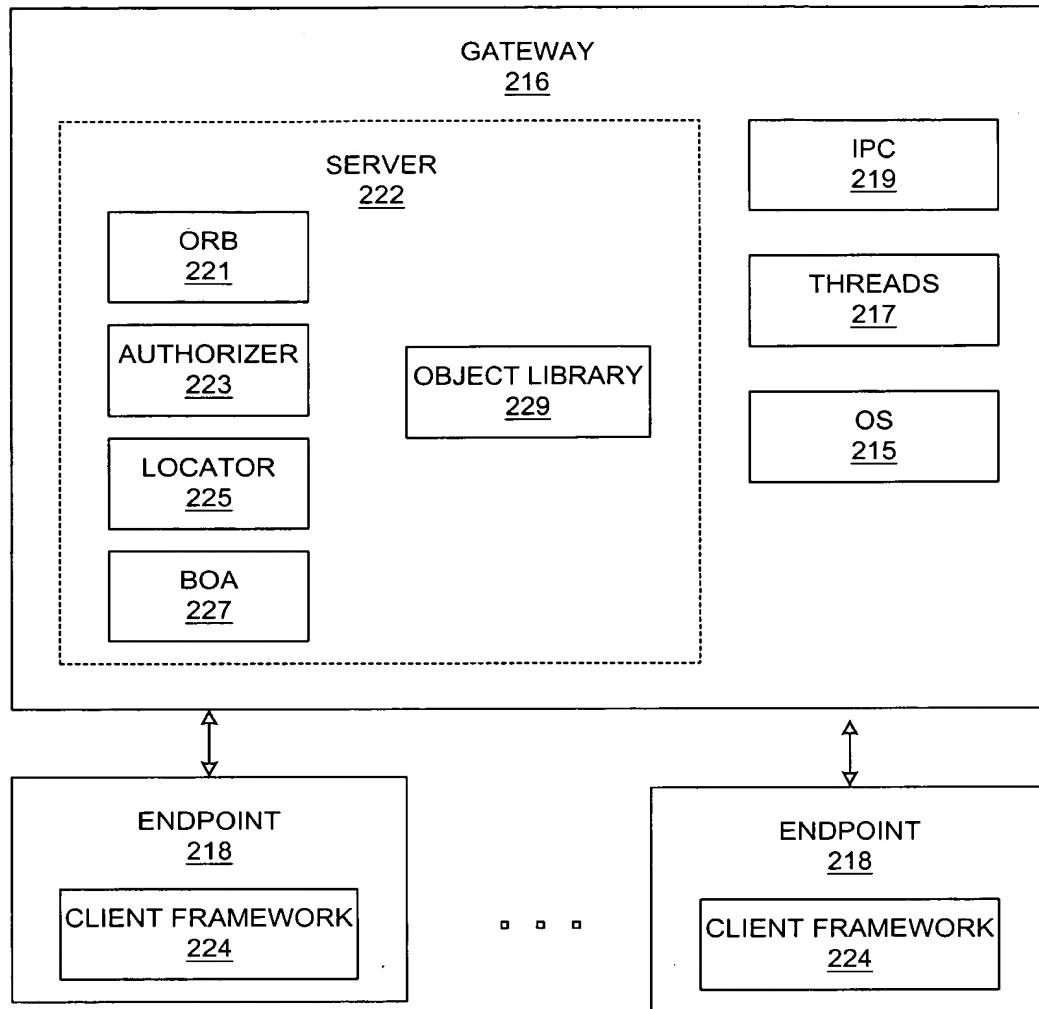 GATEWAY
216
SERVER
222
ORB
221
AUTHORIZER
223
LOCATOR
225
BOA
227
OBJECT LIBRARY
229
IPC
219
THREADS
217
OS
215
ENDPOINT
218
CLIENT FRAMEWORK
224
ENDPOINT
218
CLIENT FRAMEWORK
224